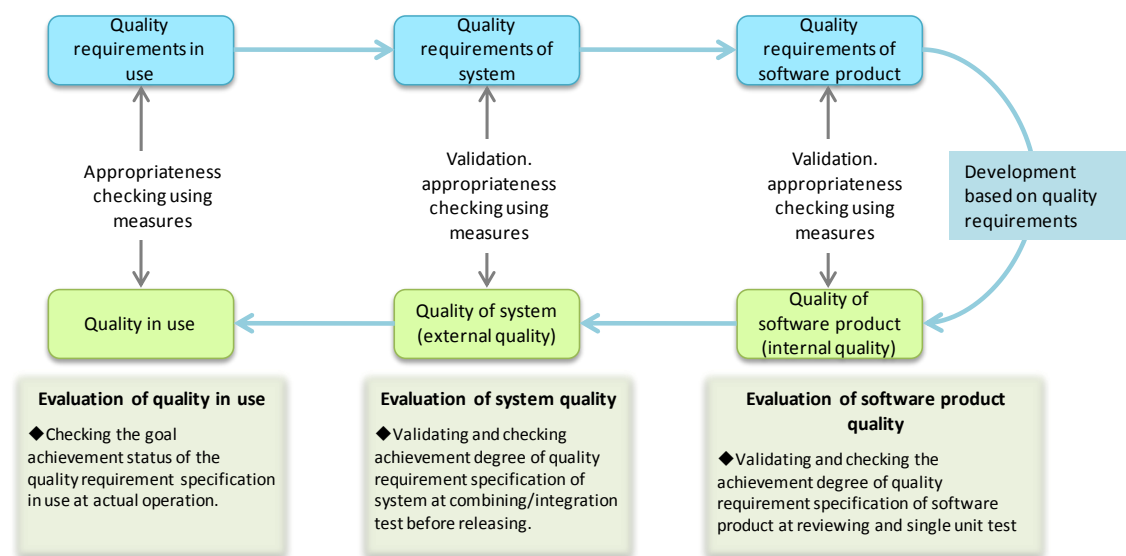 Quality
requirements in
use
Quality
requirements of
system
Quality
requirements of
software product
Appropriateness
checking using
measures
Validation.
appropriateness
checking using
measures
Validation.
appropriateness
checking using
measures
Development
based on quality
requirements
Quality in use
Quality of system
(external quality)
Quality of
software product
(internal quality)
Evaluation of quality in use
◆Checking the goal
achievement status of the
quality requirement specification
in use at actual operation.
Evaluation of system quality
◆Validating and checking
achievement degree of quality
requirement specification of
system at combining/integration
test before releasing.
Evaluation of software product
quality
◆Validating and checking the
achievement degree of quality
requirement specification of software
product at reviewing and single unit test